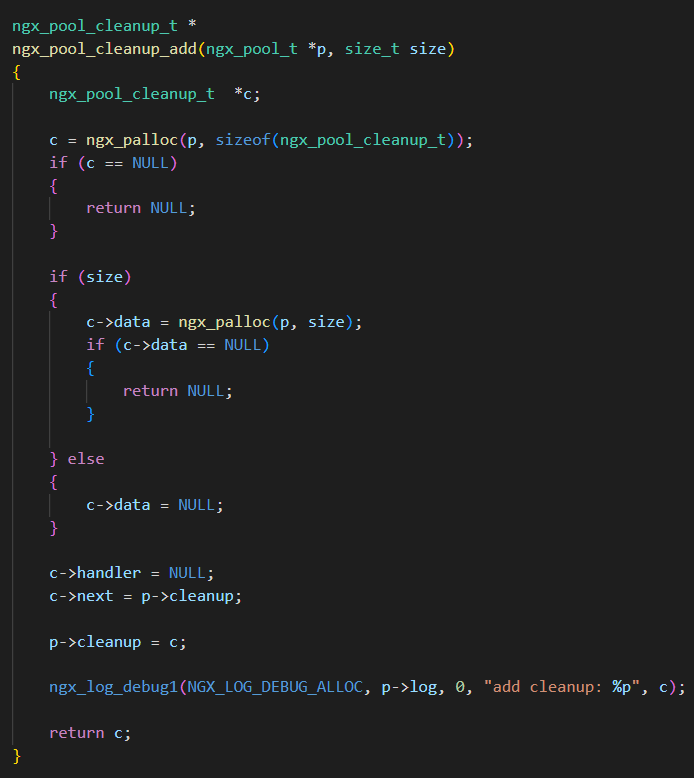 ngx_pool_cleanup_t *
ngx_pool_cleanup_add(ngx_pool_t *p, size_t size)
{
    ngx_pool_cleanup_t  *c;

    c = ngx_palloc(p, sizeof(ngx_pool_cleanup_t));
    if (c == NULL)
    {
        return NULL;
    }

    if (size)
    {
        c->data = ngx_palloc(p, size);
        if (c->data == NULL)
        {
            return NULL;
        }

    } else
    {
        c->data = NULL;
    }

    c->handler = NULL;
    c->next = p->cleanup;

    p->cleanup = c;

    ngx_log_debug1(NGX_LOG_DEBUG_ALLOC, p->log, 0, "add cleanup: %p", c);

    return c;
}